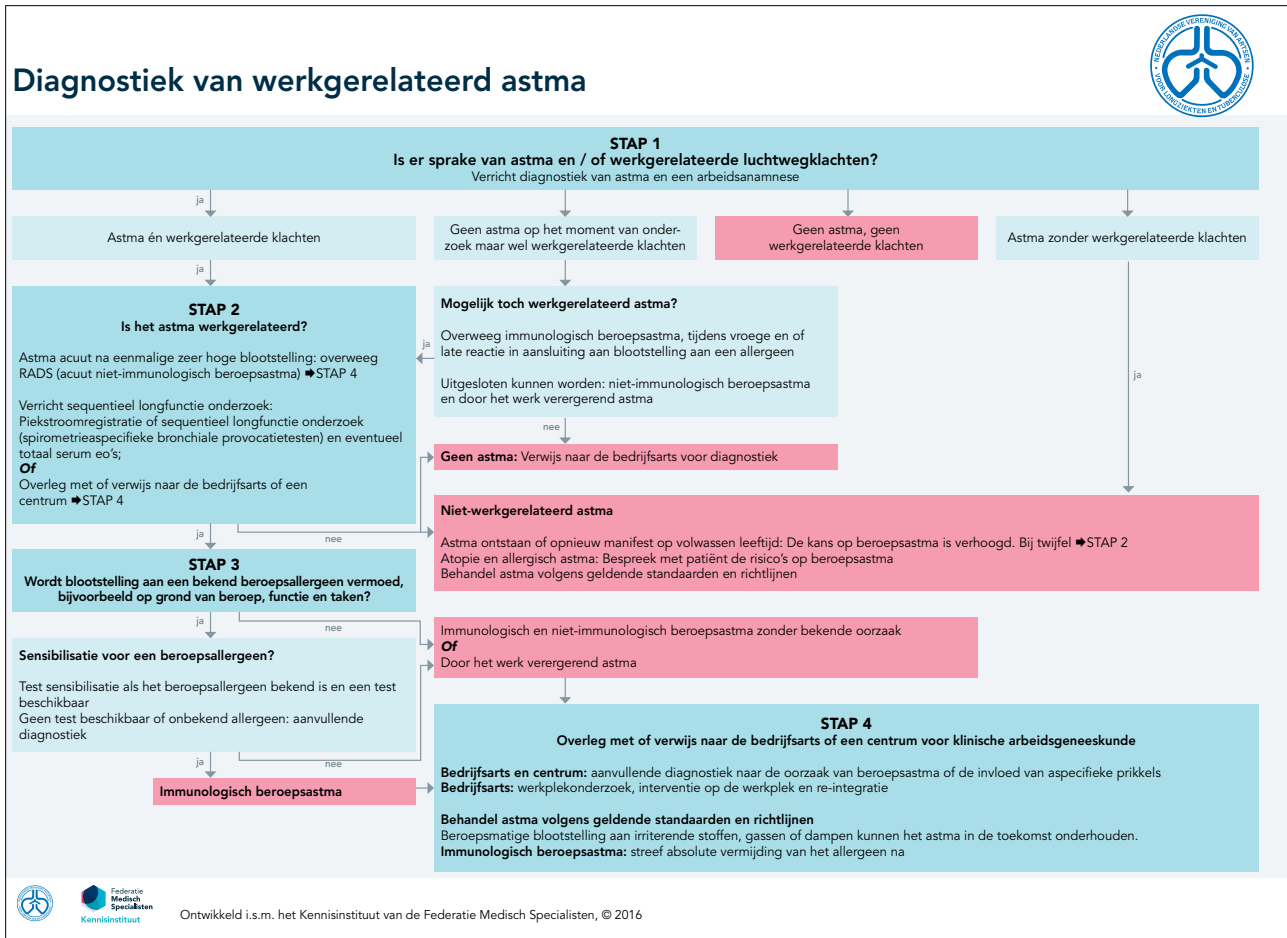 Diagnostiek van werkgerelateerd astma
NEDERLANDSE VERENIGING VAN ARTSEN
VOOR LONGZIEKTEN EN TUBERCULOSE
STAP 1
Is er sprake van astma en / of werkgerelateerde luchtwegklachten?
Verricht diagnostiek van astma en een arbeidsanamnese
ja
Astma én werkgerelateerde klachten
Geen astma op het moment van onder-
zoek maar wel werkgerelateerde klachten
Geen astma, geen
werkgerelateerde klachten
Astma zonder werkgerelateerde klachten
ja
STAP 2
Is het astma werkgerelateerd?
Astma acuut na eenmalige zeer hoge blootstelling: overweeg
RADS (acuut niet-immunologisch beroepsastma) ➡STAP 4
Verricht sequentieel longfunctie onderzoek:
Piekstroomregistratie of sequentieel longfunctie onderzoek
(spirometrieaspecifieke bronchiale provocatietesten) en eventueel
totaal serum eo's;
Of
Overleg met of verwijs naar de bedrijfsarts of een
centrum ➡STAP 4
ja
Mogelijk toch werkgerelateerd astma?
Overweeg immunologisch beroepsastma, tijdens vroege en of
late reactie in aansluiting aan blootstelling aan een allergeen
Uitgesloten kunnen worden: niet-immunologisch beroepsastma
en door het werk verergerend astma
ja
nee
Geen astma: Verwijs naar de bedrijfsarts voor diagnostiek
Niet-werkgerelateerd astma
Astma ontstaan of opnieuw manifest op volwassen leeftijd: De kans op beroepsastma is verhoogd. Bij twijfel ➡STAP 2
Atopie en allergisch astma: Bespreek met patiënt de risico's op beroepsastma
Behandel astma volgens geldende standaarden en richtlijnen
ja
nee
STAP 3
Wordt blootstelling aan een bekend beroepsallergeen vermoed,
bijvoorbeeld op grond van beroep, functie en taken?
ja
nee
Immunologisch en niet-immunologisch beroepsastma zonder bekende oorzaak
Of
Door het werk verergerend astma
Sensibilisatie voor een beroepsallergeen?
Test sensibilisatie als het beroepsallergeen bekend is en een test
beschikbaar
Geen test beschikbaar of onbekend allergeen: aanvullende
diagnostiek
ja
nee
Immunologisch beroepsastma
STAP 4
Overleg met of verwijs naar de bedrijfsarts of een centrum voor klinische arbeidsgeneeskunde
Bedrijfsarts en centrum: aanvullende diagnostiek naar de oorzaak van beroepsastma of de invloed van aspecifieke prikkels
Bedrijfsarts: werkplekonderzoek, interventie op de werkplek en re-integratie
Behandel astma volgens geldende standaarden en richtlijnen
Beroepsmatige blootstelling aan irriterende stoffen, gassen of dampen kunnen het astma in de toekomst onderhouden.
Immunologisch beroepsastma: streef absolute vermijding van het allergeen na
Federatie
Medisch
Specialisten
Kennisinstituut
Ontwikkeld i.s.m. het Kennisinstituut van de Federatie Medisch Specialisten, © 2016